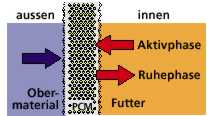 aussen
innen
Aktivphase
Ruhephase
Ober-
material
PCM
Futter